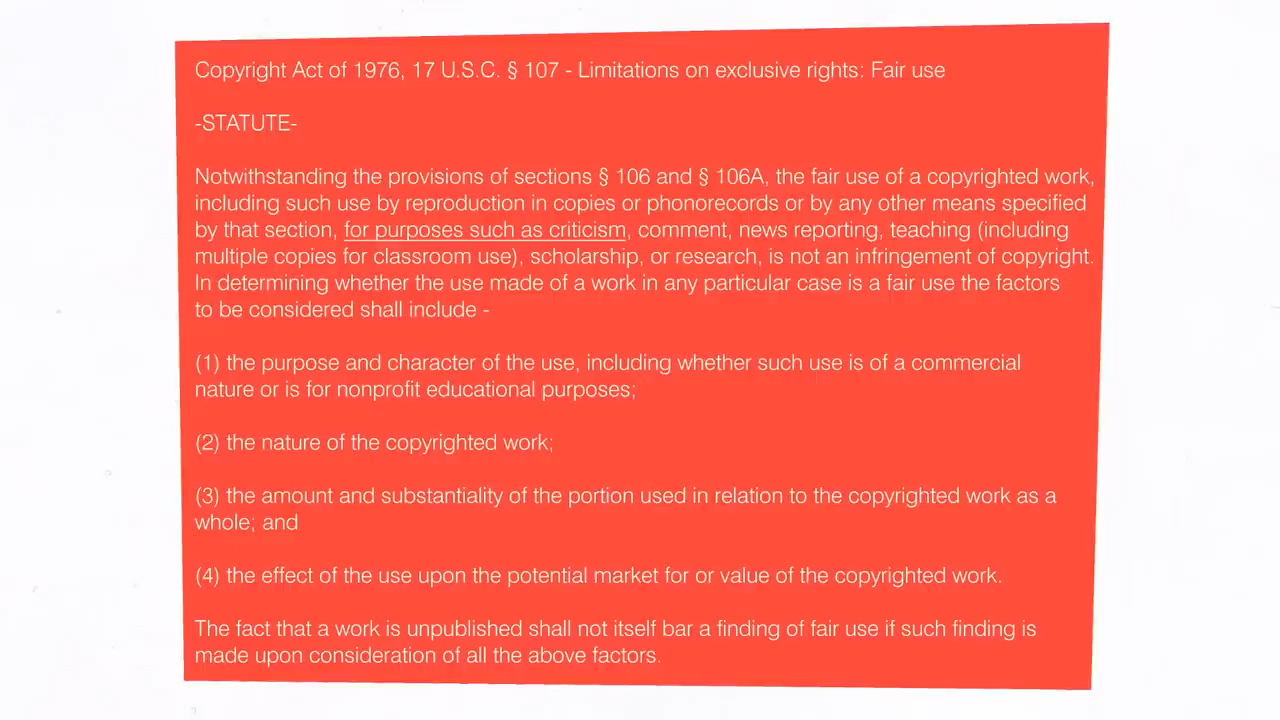 Copyright Act of 1976, 17 U.S.C. § 107 - Limitations on exclusive rights: Fair use
-STATUTE-
Notwithstanding the provisions of sections § 106 and § 106A, the fair use of a copyrighted work,
including such use by reproduction in copies or phonorecords or by any other means specified
by that section, for purposes such as criticism, comment, news reporting, teaching (including
multiple copies for classroom use), scholarship, or research, is not an infringement of copyright.
In determining whether the use made of a work in any particular case is a fair use the factors
to be considered shall include -
(1) the purpose and character of the use, including whether such use is of a commercial
nature or is for nonprofit educational purposes;
(2) the nature of the copyrighted work;
(3) the amount and substantiality of the portion used in relation to the copyrighted work as a
whole; and
(4) the effect of the use upon the potential market for or value of the copyrighted work.
The fact that a work is unpublished shall not itself bar a finding of fair use if such finding is
made upon consideration of all the above factors.